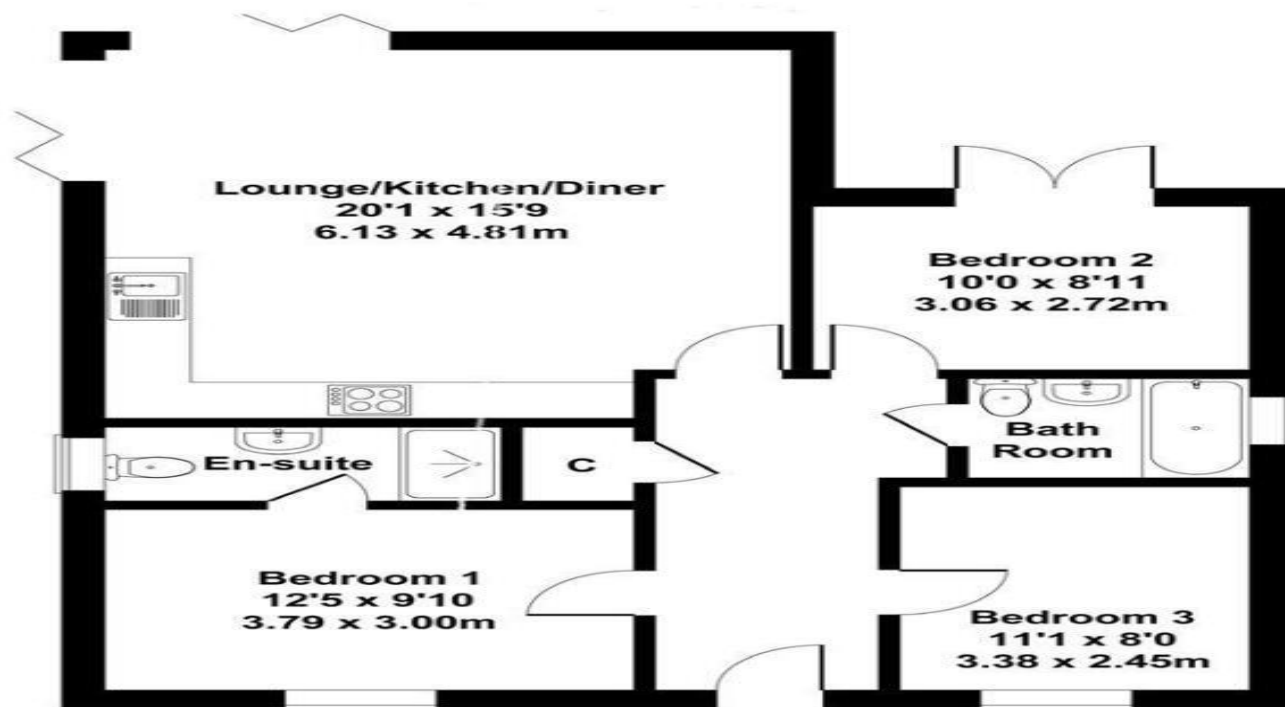 Lounge/Kitchen/Diner
20'1 x 15'9
6.13 x 4.81m
Bedroom 2
10'0 x 8'11
3.06 x 2.72m
Bath
Room
En-suite
C
Bedroom 1
12'5 x 9'10
3.79 x 3.00m
Bedroom 3
11'1 x 8'0
3.38 x 2.45m